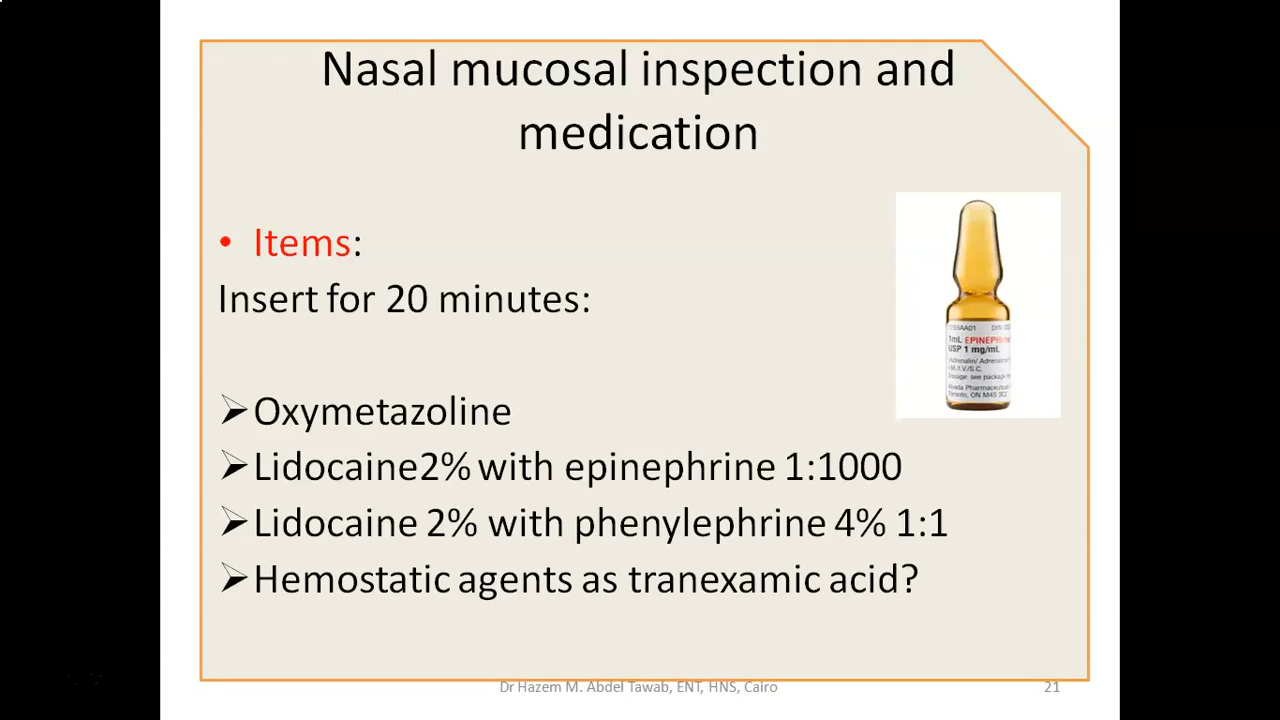 Nasal mucosal inspection and
medication
• Items:
Insert for 20 minutes:
1mL EPINEPH
USP 1 mg/mL
➢Oxymetazoline
➢Lidocaine2% with epinephrine 1:1000
➢Lidocaine 2% with phenylephrine 4% 1:1
➢Hemostatic agents as tranexamic acid?
Dr Hazem M. Abdel Tawab, ENT, HNS, Cairo
21